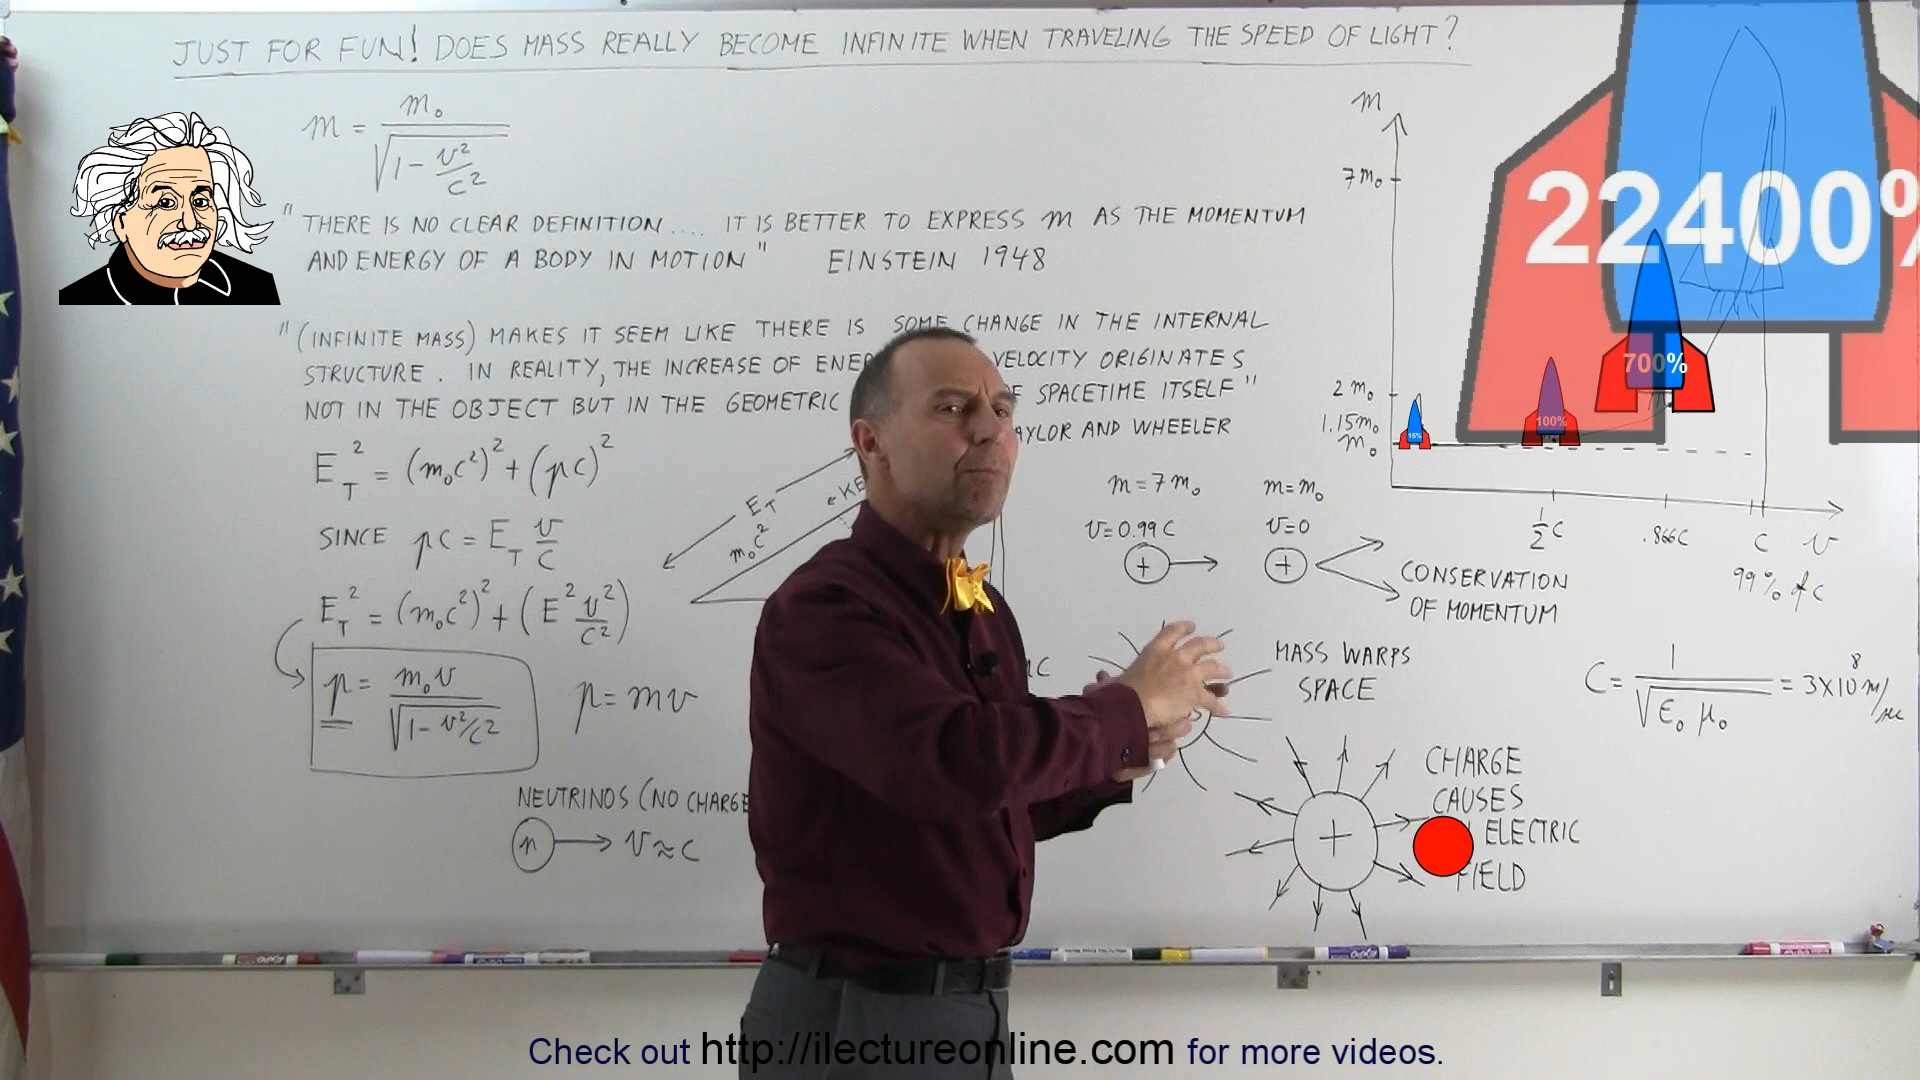 JUST FOR FUN! DOES MASS REALLY BECOME INFINITE WHEN TRAVELING THE SPEED OF LIGHT?
m = m₀ / √(1 - v²/c²)
"THERE IS NO CLEAR DEFINITION.... IT IS BETTER TO EXPRESS m AS THE MOMENTUM
AND ENERGY OF A BODY IN MOTION" EINSTEIN 1948
"(INFINITE MASS) MAKES IT SEEM LIKE THERE IS SOME CHANGE IN THE INTERNAL
STRUCTURE. IN REALITY, THE INCREASE OF ENER VELOCITY ORIGINATES
NOT IN THE OBJECT BUT IN THE GEOMETRIC SPACETIME ITSELF"
AYLOR AND WHEELER
E_T² = (m₀c²)² + (pc)²
SINCE pc = E_T v/c
E_T² = (m₀c²)² + (E² v²/c²)
p = m₀v / √(1 - v²/c²)
p = mv
NEUTRINOS (NO CHARGE
n → v ≈ c
E_T
KE
m₀c²
m = 7m₀
v = 0.99c
+
m = m₀
v = 0
+
CONSERVATION
OF MOMENTUM
MASS WARPS
SPACE
+
CHARGE
CAUSES
ELECTRIC
FIELD
m
7m₀
2m₀
1.15m₀
m₀
½c
.866c
c
v
99% of c
15%
100%
700%
22400%
C = 1 / √(ε₀ μ₀) = 3×10⁸ m/sec
Check out http://ilectureonline.com for more videos.